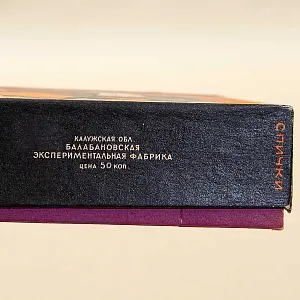 КАЛУЖСКАЯ ОБЛ.
БАЛАБАНОВСКАЯ
ЭКСПЕРИМЕНТАЛЬНАЯ ФАБРИКА
ЦЕНА 50 КОП.
СПИЧКИ